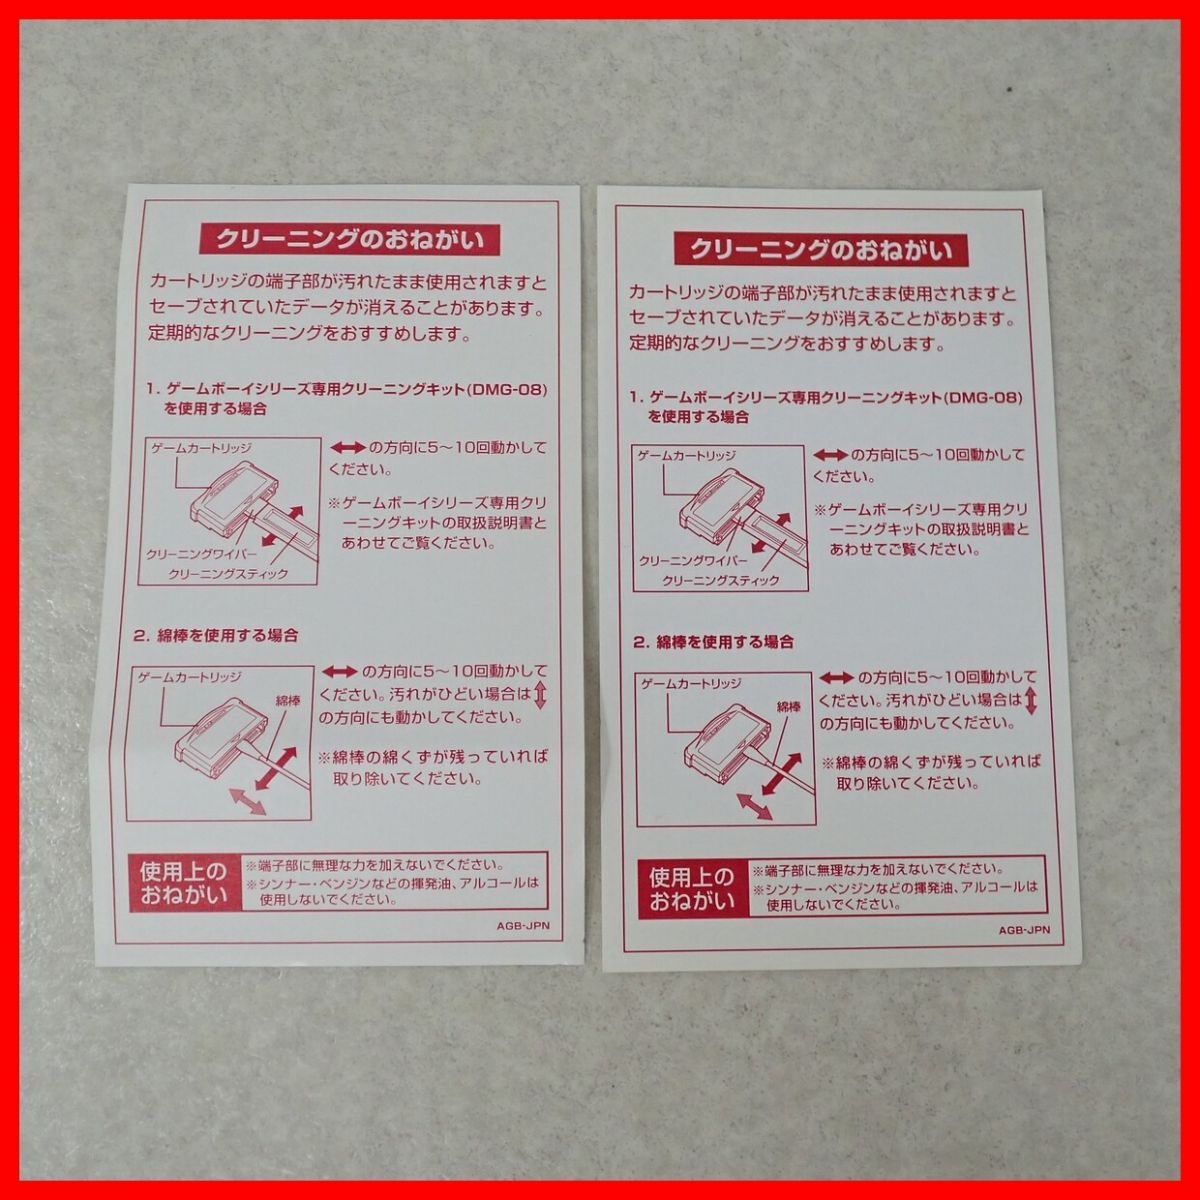 クリーニングのおねがい
カートリッジの端子部が汚れたまま使用されますと
セーブされていたデータが消えることがあります。
定期的なクリーニングをおすすめします。
1. ゲームボーイシリーズ専用クリーニングキット(DMG-08)
を使用する場合
ゲームカートリッジ
クリーニングワイパー
クリーニングスティック
↔の方向に5〜10回動かして
ください。
※ゲームボーイシリーズ専用クリ
ーニングキットの取扱説明書と
あわせてご覧ください。
2. 綿棒を使用する場合
ゲームカートリッジ
綿棒
↔の方向に5〜10回動かして
ください。汚れがひどい場合は↕
の方向にも動かしてください。
※綿棒の綿くずが残っていれば
取り除いてください。
使用上の
おねがい
※端子部に無理な力を加えないでください。
※シンナー・ベンジンなどの揮発油、アルコールは
使用しないでください。
AGB-JPN
クリーニングのおねがい
カートリッジの端子部が汚れたまま使用されますと
セーブされていたデータが消えることがあります。
定期的なクリーニングをおすすめします。
1. ゲームボーイシリーズ専用クリーニングキット(DMG-08)
を使用する場合
ゲームカートリッジ
クリーニングワイパー
クリーニングスティック
↔の方向に5〜10回動かして
ください。
※ゲームボーイシリーズ専用クリ
ーニングキットの取扱説明書と
あわせてご覧ください。
2. 綿棒を使用する場合
ゲームカートリッジ
綿棒
↔の方向に5〜10回動かして
ください。汚れがひどい場合は↕
の方向にも動かしてください。
※綿棒の綿くずが残っていれば
取り除いてください。
使用上の
おねがい
※端子部に無理な力を加えないでください。
※シンナー・ベンジンなどの揮発油、アルコールは
使用しないでください。
AGB-JPN